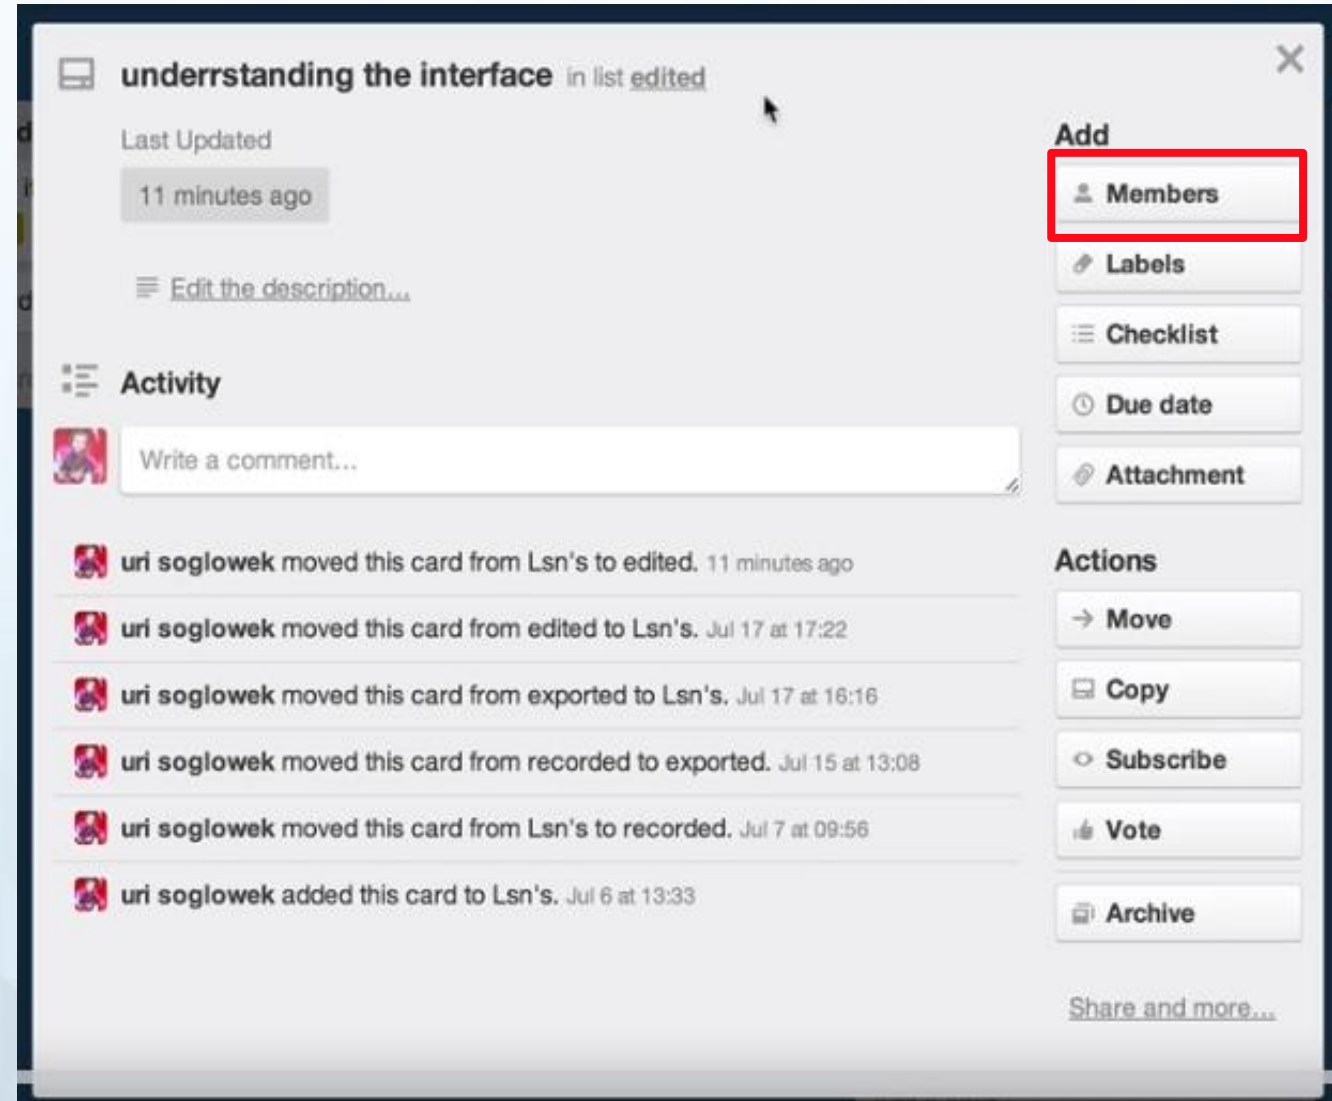 underrstanding the interface in list edited
Last Updated
11 minutes ago
Edit the description...
Activity
Write a comment...
uri soglowek moved this card from Lsn's to edited. 11 minutes ago
uri soglowek moved this card from edited to Lsn's. Jul 17 at 17:22
uri soglowek moved this card from exported to Lsn's. Jul 17 at 16:16
uri soglowek moved this card from recorded to exported. Jul 15 at 13:08
uri soglowek moved this card from Lsn's to recorded. Jul 7 at 09:56
uri soglowek added this card to Lsn's. Jul 6 at 13:33
Add
Members
Labels
Checklist
Due date
Attachment
Actions
Move
Copy
Subscribe
Vote
Archive
Share and more...